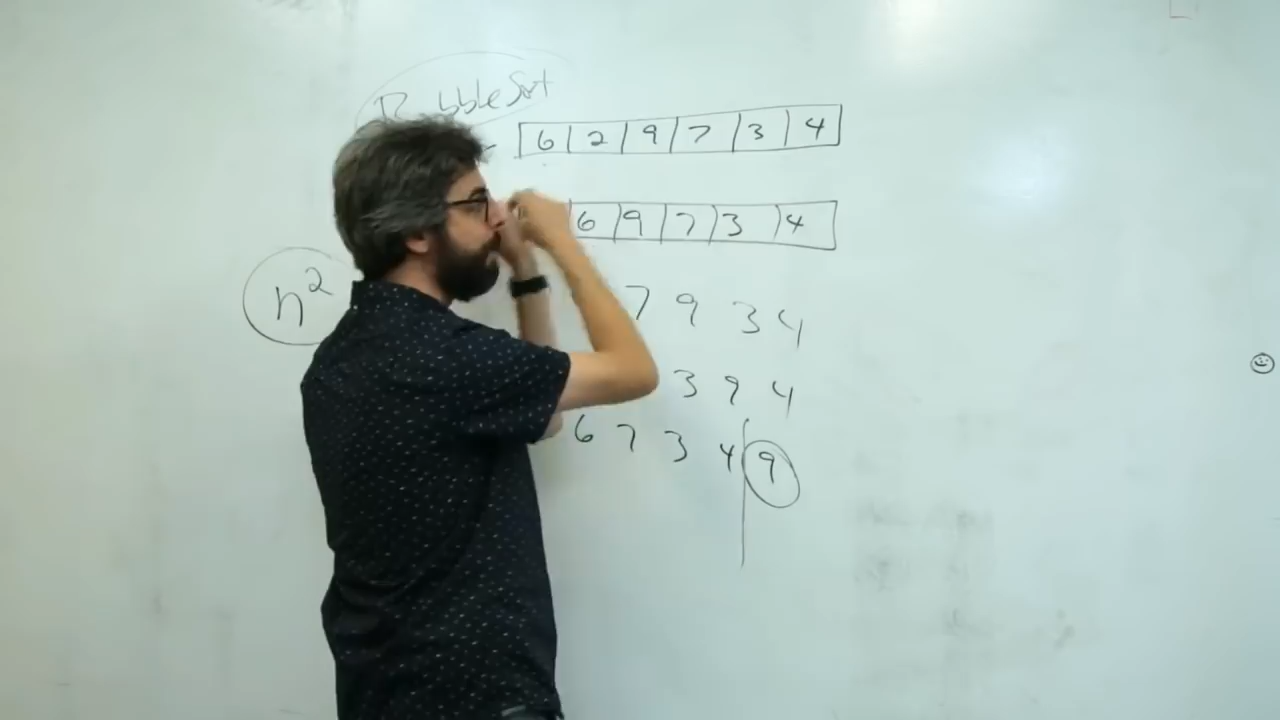 BubbleSort
6 2 9 7 3 4
6 9 7 3 4
n²
7 9 3 4
3 9 4
6 7 3 4 9